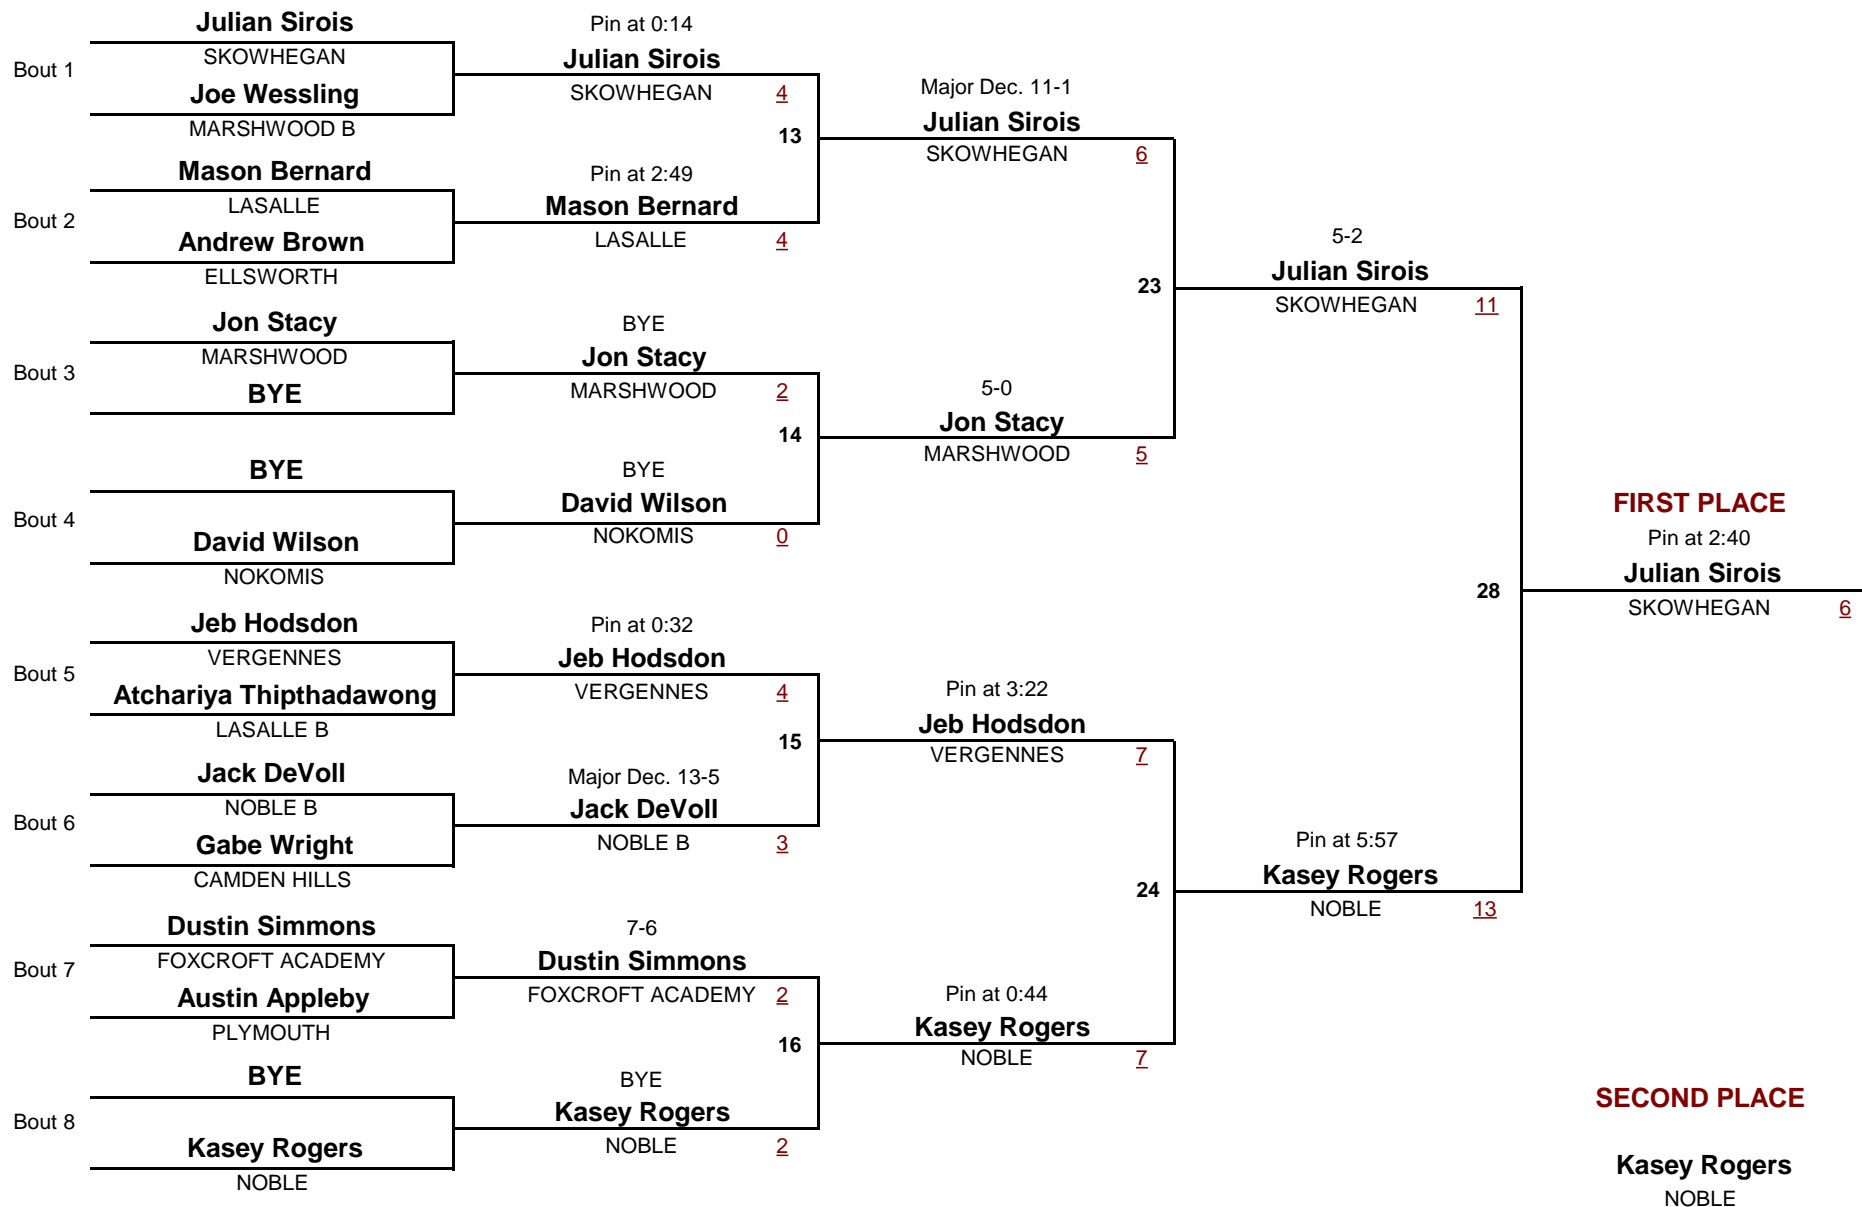 Julian Sirois
SKOWHEGAN
Bout 1
Joe Wessling
MARSHWOOD B
Mason Bernard
LASALLE
Bout 2
Andrew Brown
ELLSWORTH
Jon Stacy
MARSHWOOD
Bout 3
BYE
BYE
Bout 4
David Wilson
NOKOMIS
Jeb Hodsdon
VERGENNES
Bout 5
Atchariya Thipthadawong
LASALLE B
Jack DeVoll
NOBLE B
Bout 6
Gabe Wright
CAMDEN HILLS
Dustin Simmons
FOXCROFT ACADEMY
Bout 7
Austin Appleby
PLYMOUTH
BYE
Bout 8
Kasey Rogers
NOBLE
Pin at 0:14
Julian Sirois
SKOWHEGAN 4
13
Pin at 2:49
Mason Bernard
LASALLE 4
BYE
Jon Stacy
MARSHWOOD 2
14
BYE
David Wilson
NOKOMIS 0
Pin at 0:32
Jeb Hodsdon
VERGENNES 4
15
Major Dec. 13-5
Jack DeVoll
NOBLE B 3
7-6
Dustin Simmons
FOXCROFT ACADEMY 2
16
BYE
Kasey Rogers
NOBLE 2
Major Dec. 11-1
Julian Sirois
SKOWHEGAN 6
23
5-0
Jon Stacy
MARSHWOOD 5
Pin at 3:22
Jeb Hodsdon
VERGENNES 7
24
Pin at 0:44
Kasey Rogers
NOBLE 7
5-2
Julian Sirois
SKOWHEGAN 11
28
Pin at 5:57
Kasey Rogers
NOBLE 13
FIRST PLACE
Pin at 2:40
Julian Sirois
SKOWHEGAN 6
SECOND PLACE
Kasey Rogers
NOBLE